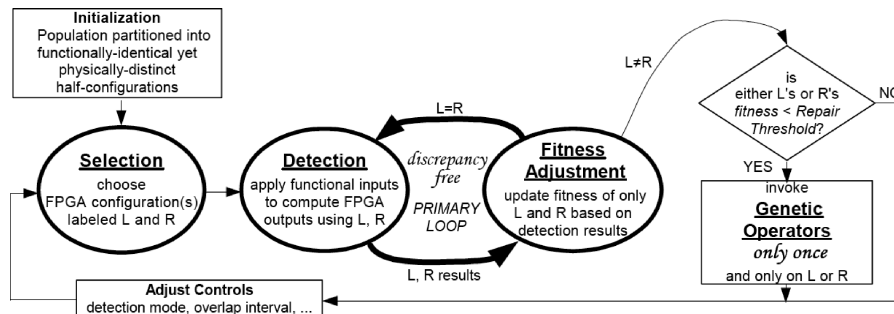 Initialization
Population partitioned into
functionally-identical yet
physically-distinct
half-configurations
Selection
choose
FPGA configuration(s)
labeled L and R
Detection
apply functional inputs
to compute FPGA
outputs using L, R
L=R
discrepancy
free
PRIMARY
LOOP
L, R results
Fitness
Adjustment
update fitness of only
L and R based on
detection results
L≠R
is
either L's or R's
fitness < Repair
Threshold?
NO
YES
invoke
Genetic
Operators
only once
and only on L or R
Adjust Controls
detection mode, overlap interval, ...